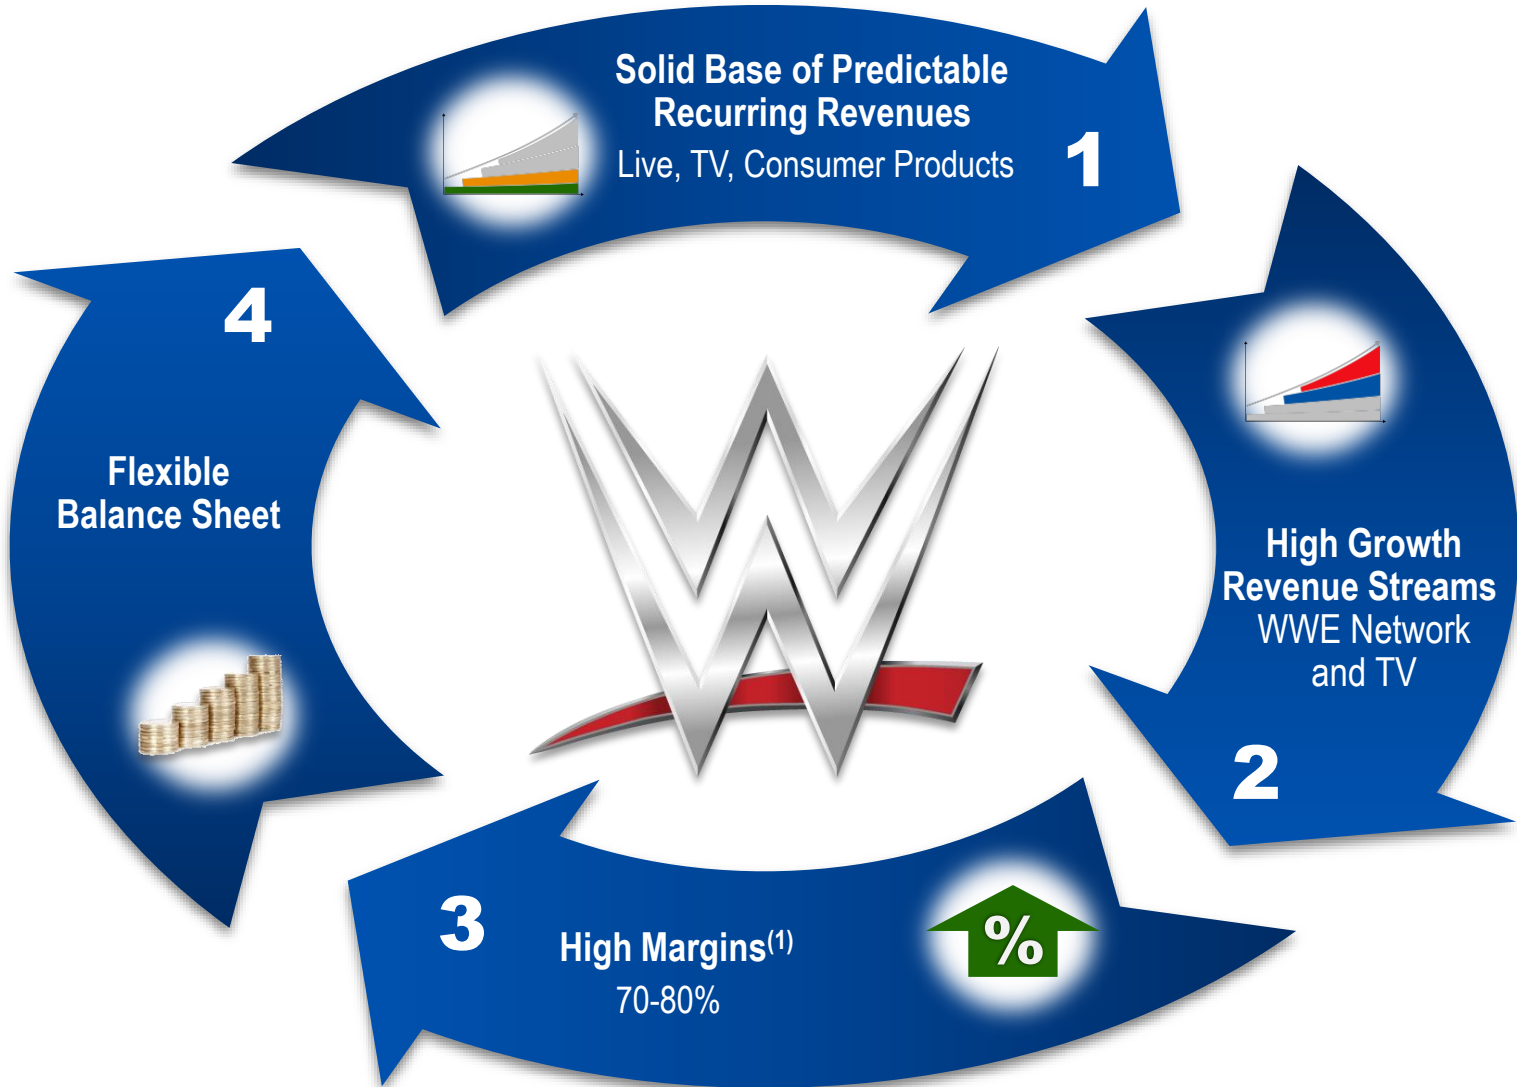 Solid Base of Predictable
Recurring Revenues
Live, TV, Consumer Products
1
High Growth
Revenue Streams
WWE Network
and TV
2
High Margins(1)
70-80%
3
%
4
Flexible
Balance Sheet
W